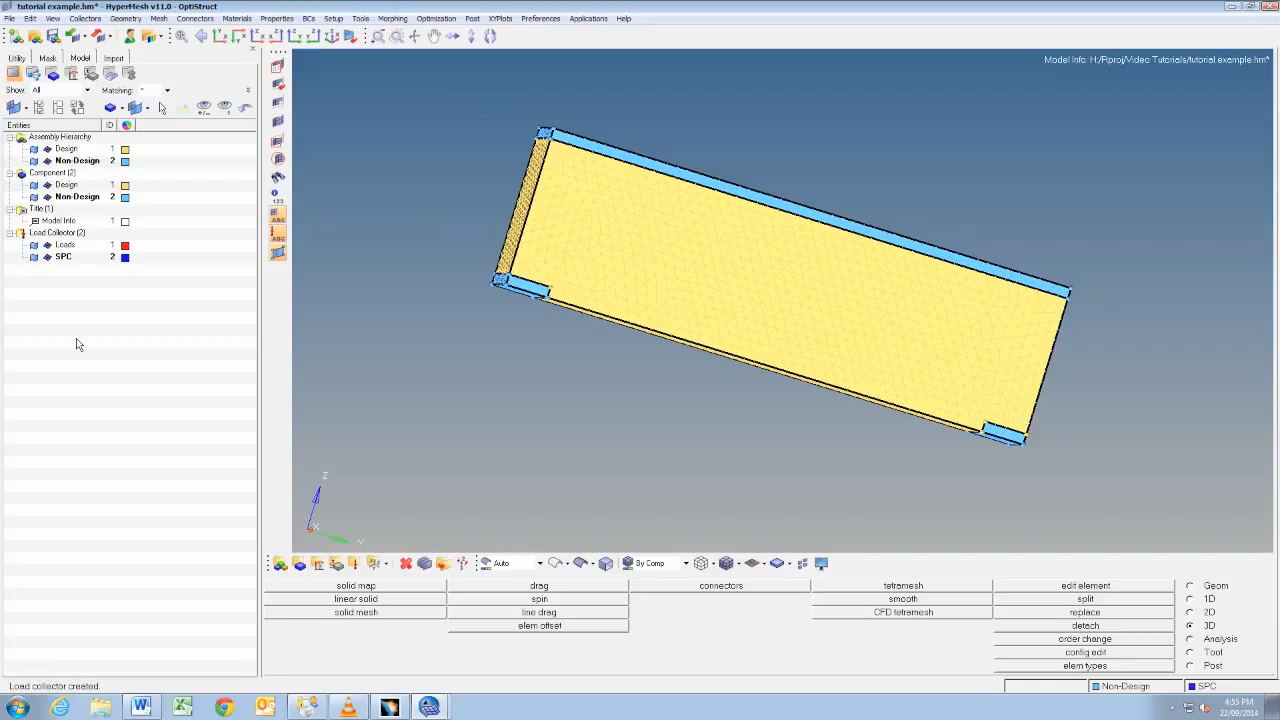 tutorial example.hm* - HyperMesh v11.0 - OptiStruct
File Edit View Collectors Geometry Mesh Connectors Materials Properties BCs Setup Tools Morphing Optimization Post XYPlots Preferences Applications Help
Utility Mask Model Import
Model Info: H:/Rproj/Video Tutorials/tutorial example.hm*
Show: All Matching: *
Entities ID
Assembly Hierarchy
Design 1
Non-Design 2
Component (2)
Design 1
Non-Design 2
Title (1)
Model Info 1
Load Collector (2)
Loads 1
SPC 2
123
ABC
ABC
Z
X
Y
Auto By Comp
solid map drag connectors tetramesh edit element Geom
linear solid spin smooth split 1D
solid mesh line drag CFD tetramesh replace 2D
elem offset detach 3D
order change Analysis
config edit Tool
elem types Post
Load collector created. Non-Design SPC
4:55 PM
22/09/2014